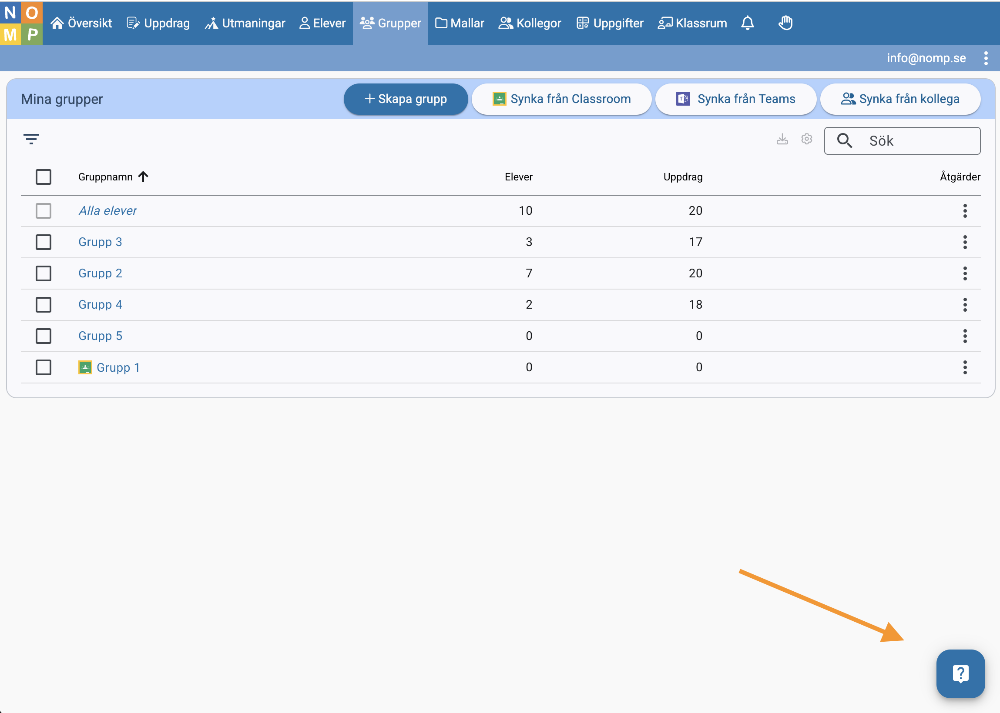 NO
MP
Översikt Uppdrag Utmaningar Elever Grupper Mallar Kollegor Uppgifter Klassrum
info@nomp.se
Mina grupper + Skapa grupp Synka från Classroom Synka från Teams Synka från kollega
Sök
Gruppnamn Elever Uppdrag Åtgärder
Alla elever 10 20
Grupp 3 3 17
Grupp 2 7 20
Grupp 4 2 18
Grupp 5 0 0
Grupp 1 0 0
?